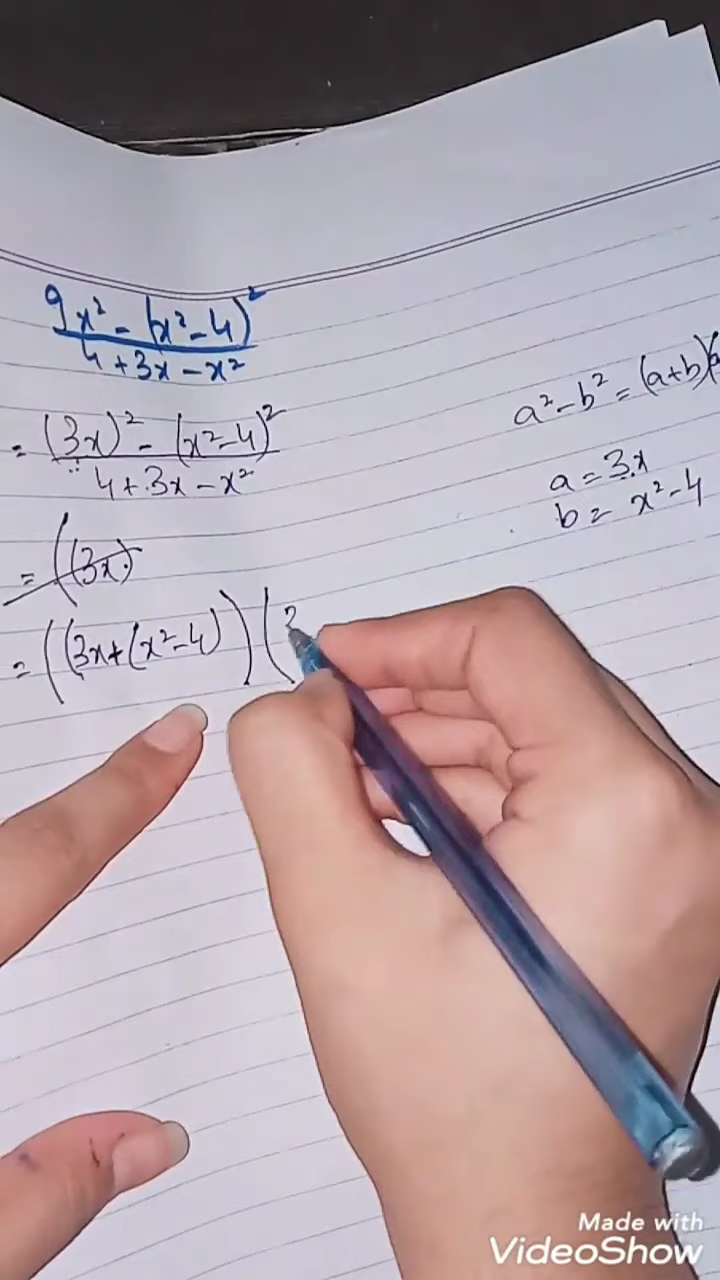 9x² - (x² - 4)²
4 + 3x - x²
= (3x)² - (x² - 4)²
4 + 3x - x²
a² - b² = (a + b)(a
a = 3x
b = x² - 4
= ((3x)
= ((3x + (x² - 4)) (3
Made with
VideoShow